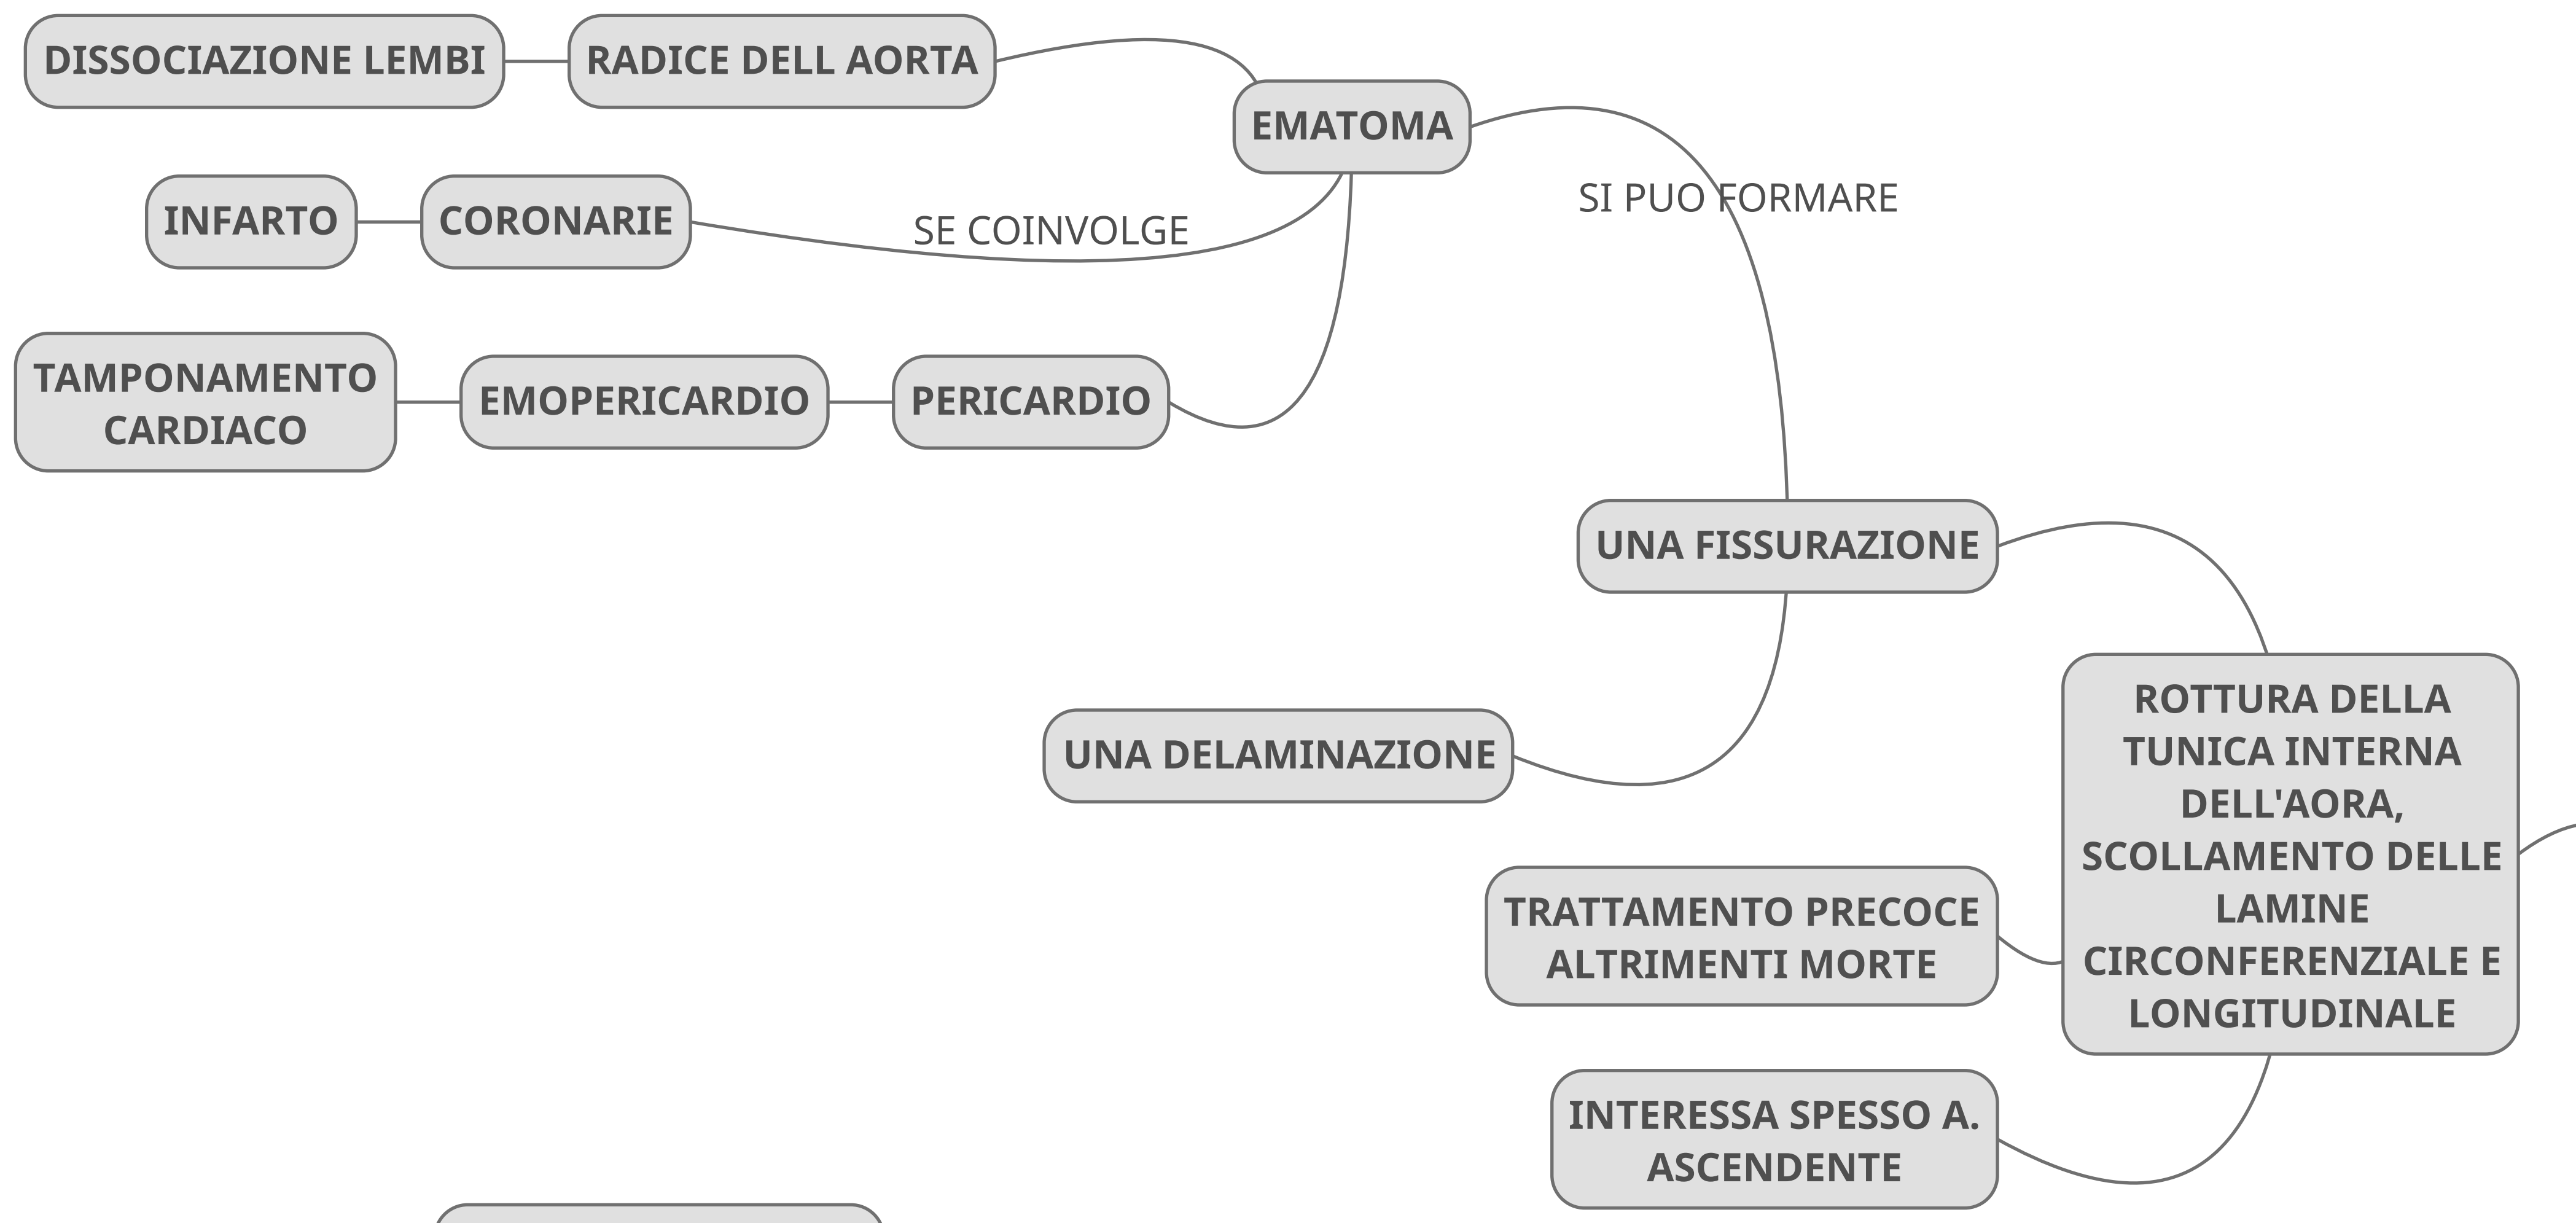 DISSOCIAZIONE LEMBI
RADICE DELL AORTA
EMATOMA
SI PUO FORMARE
INFARTO
CORONARIE
SE COINVOLGE
TAMPONAMENTO
CARDIACO
EMOPERICARDIO
PERICARDIO
UNA FISSURAZIONE
UNA DELAMINAZIONE
ROTTURA DELLA
TUNICA INTERNA
DELL'AORA,
SCOLLAMENTO DELLE
LAMINE
CIRCONFERENZIALE E
LONGITUDINALE
TRATTAMENTO PRECOCE
ALTRIMENTI MORTE
INTERESSA SPESSO A.
ASCENDENTE